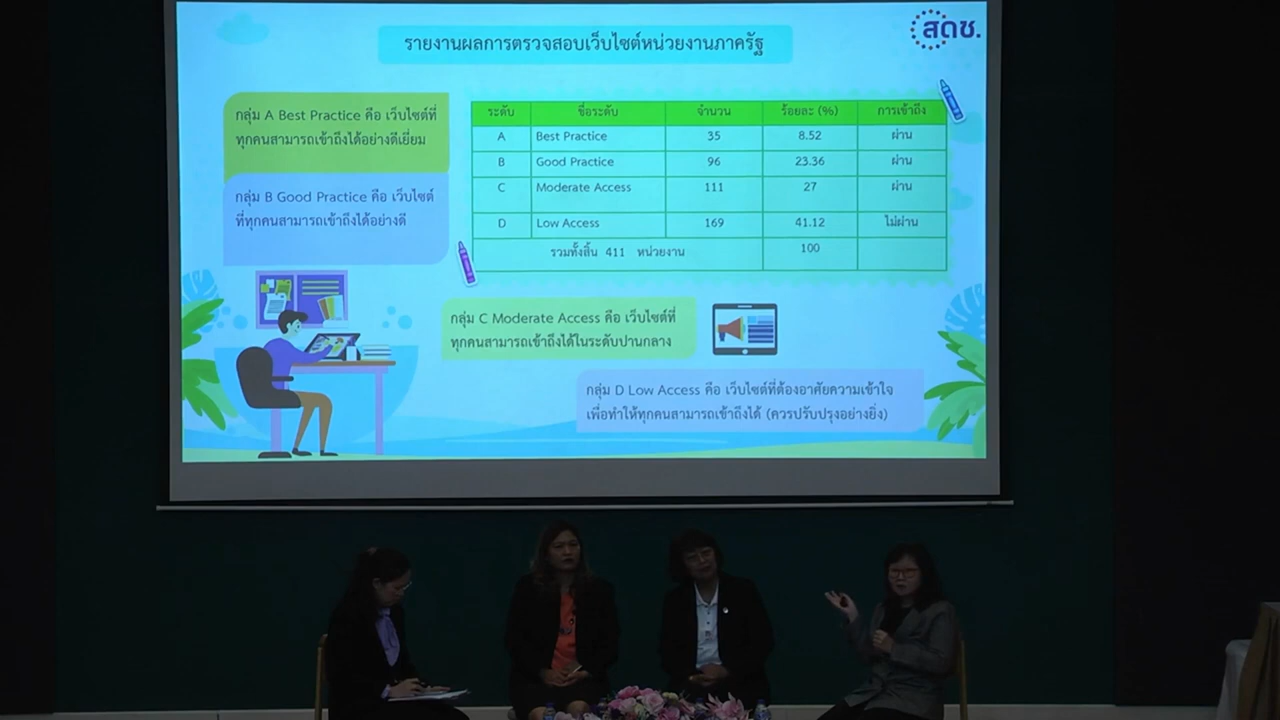 สดช.
รายงานผลการตรวจสอบเว็บไซต์หน่วยงานภาครัฐ
กลุ่ม A Best Practice คือ เว็บไซต์ที่
ทุกคนสามารถเข้าถึงได้อย่างดีเยี่ยม
กลุ่ม B Good Practice คือ เว็บไซต์
ที่ทุกคนสามารถเข้าถึงได้อย่างดี
ระดับ ชื่อระดับ จำนวน ร้อยละ (%) การเข้าถึง
A Best Practice 35 8.52 ผ่าน
B Good Practice 96 23.36 ผ่าน
C Moderate Access 111 27 ผ่าน
D Low Access 169 41.12 ไม่ผ่าน
รวมทั้งสิ้น 411 หน่วยงาน 100
กลุ่ม C Moderate Access คือ เว็บไซต์ที่
ทุกคนสามารถเข้าถึงได้ในระดับปานกลาง
กลุ่ม D Low Access คือ เว็บไซต์ที่ต้องอาศัยความเข้าใจ
เพื่อทำให้ทุกคนสามารถเข้าถึงได้ (ควรปรับปรุงอย่างยิ่ง)